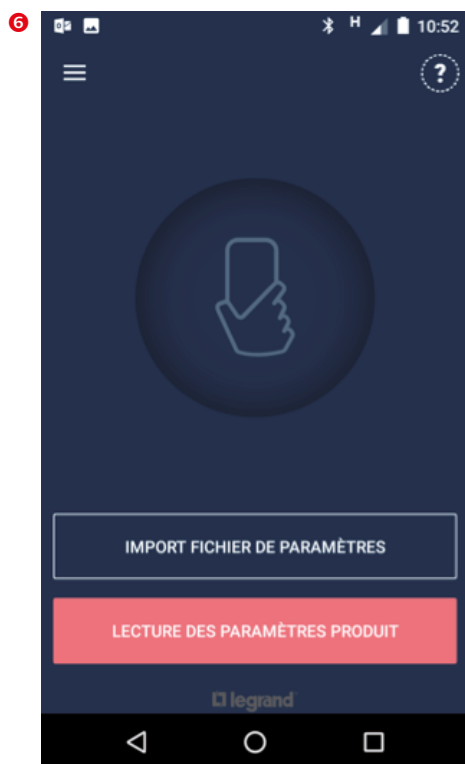 6
H 10:52
?
IMPORT FICHIER DE PARAMÈTRES
LECTURE DES PARAMÈTRES PRODUIT
legrand